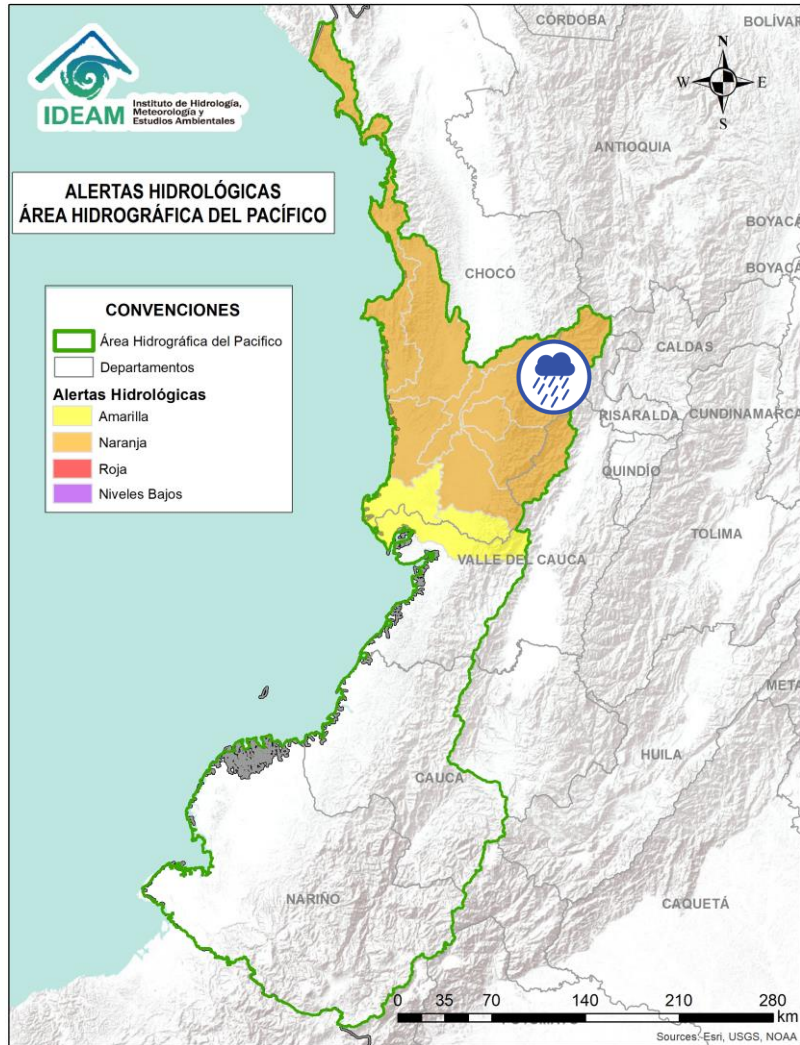 IDEAM
Instituto de Hidrología,
Meteorología y
Estudios Ambientales
ALERTAS HIDROLÓGICAS
ÁREA HIDROGRÁFICA DEL PACÍFICO
CONVENCIONES
Área Hidrográfica del Pacifico
Departamentos
Alertas Hidrológicas
Amarilla
Naranja
Roja
Niveles Bajos
CÓRDOBA
BOLÍVAR
N
W E
S
ANTIOQUIA
BOYACÁ
CHOCÓ
BOYACÁ
CALDAS
RISARALDA
CUNDINAMARCA
QUINDÍO
TOLIMA
VALLE DEL CAUCA
META
HUILA
CAUCA
NARIÑO
CAQUETÁ
0 35 70 140 210 280
km
Sources: Esri, USGS, NOAA